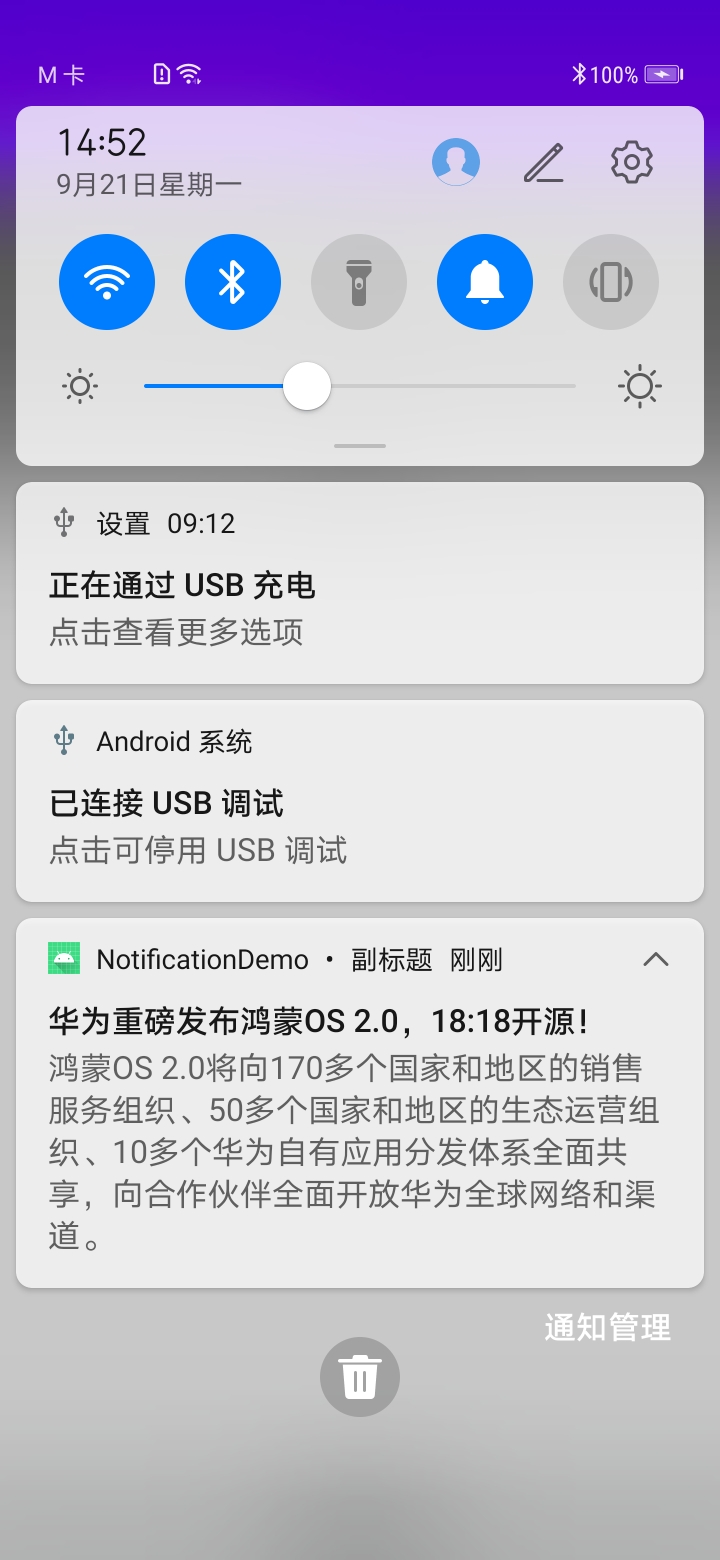 M 卡
100%
14:52
9月21日星期一
设置 09:12
正在通过 USB 充电
点击查看更多选项
Android 系统
已连接 USB 调试
点击可停用 USB 调试
NotificationDemo • 副标题 刚刚
华为重磅发布鸿蒙OS 2.0，18:18开源！
鸿蒙OS 2.0将向170多个国家和地区的销售
服务组织、50多个国家和地区的生态运营组
织、10多个华为自有应用分发体系全面共
享，向合作伙伴全面开放华为全球网络和渠
道。
通知管理